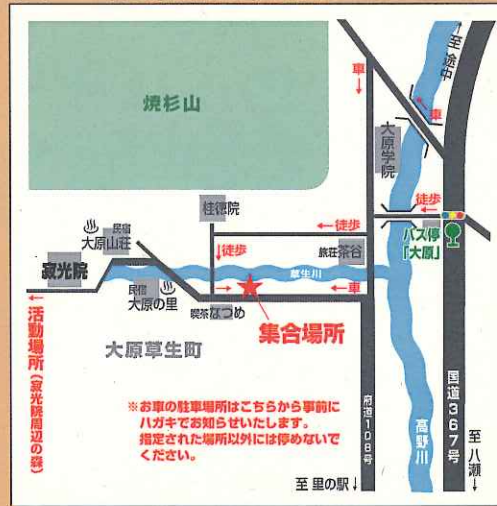 焼杉山
車
↓
↑至 途中
←車
大原学院
徒歩
←
バス停
「大原」
桂徳院
←徒歩
↓徒歩
旅荘茶谷
民宿
大原山荘
寂光院
草生川
民宿
大原の里
→
←車
喫茶なつめ
集合場所
大原草生町
←活動場所(寂光院周辺の森)
※お車の駐車場所はこちらから事前に
ハガキでお知らせいたします。
指定された場所以外には停めないで
ください。
府道108号
高野川
国道367号
至 里の駅↓
至 八瀬↓